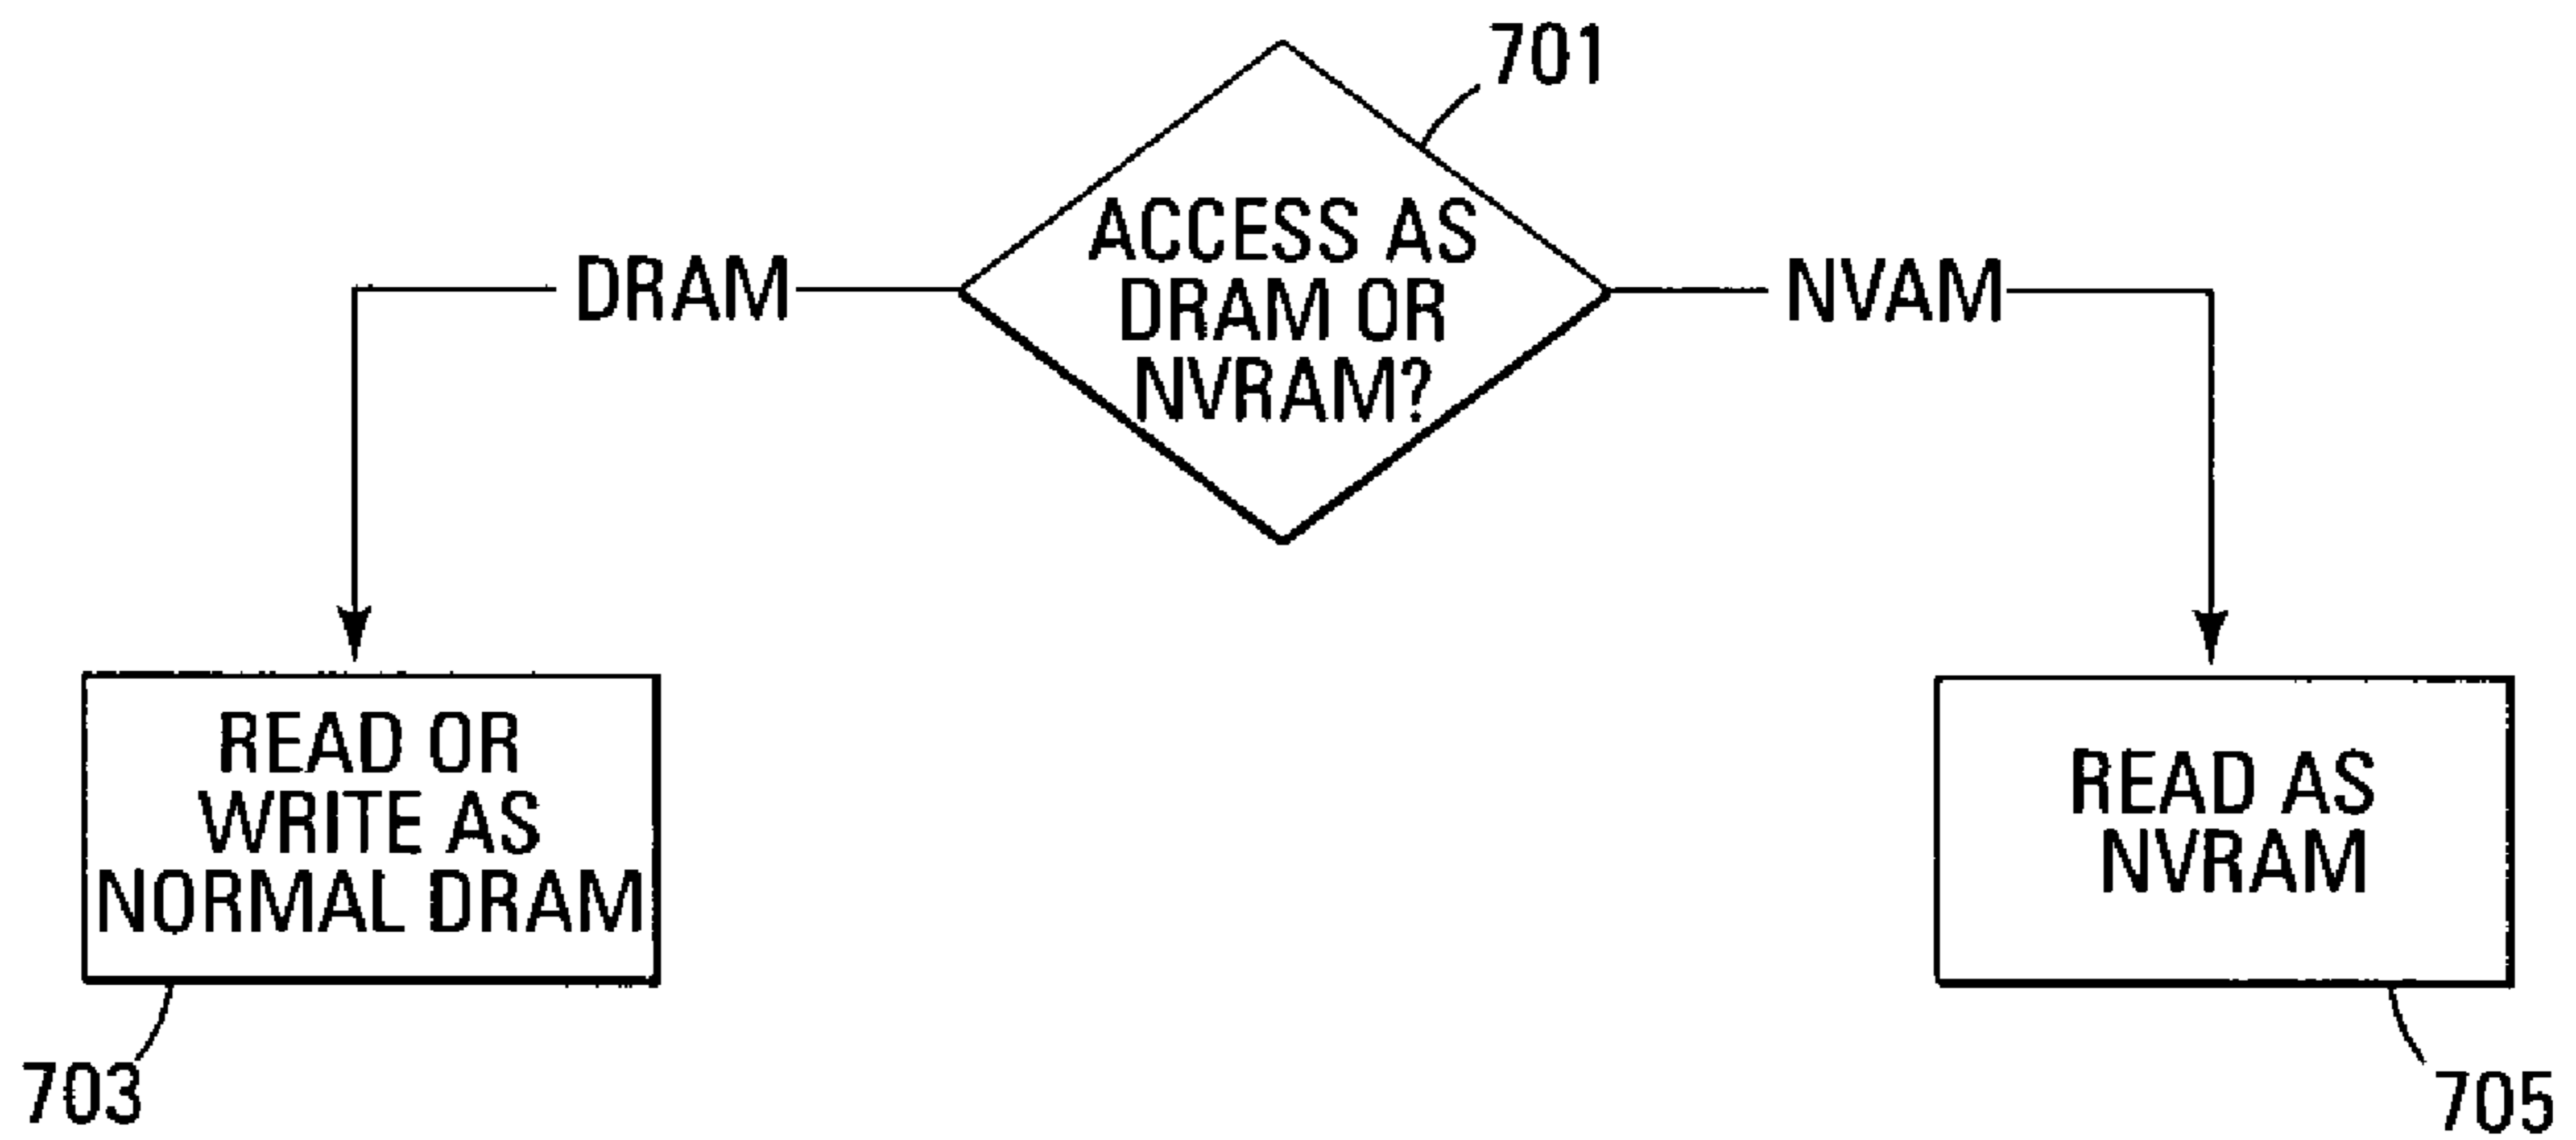 701
ACCESS AS
DRAM OR
NVRAM?
DRAM
NVAM
READ OR
WRITE AS
NORMAL DRAM
READ AS
NVRAM
703
705